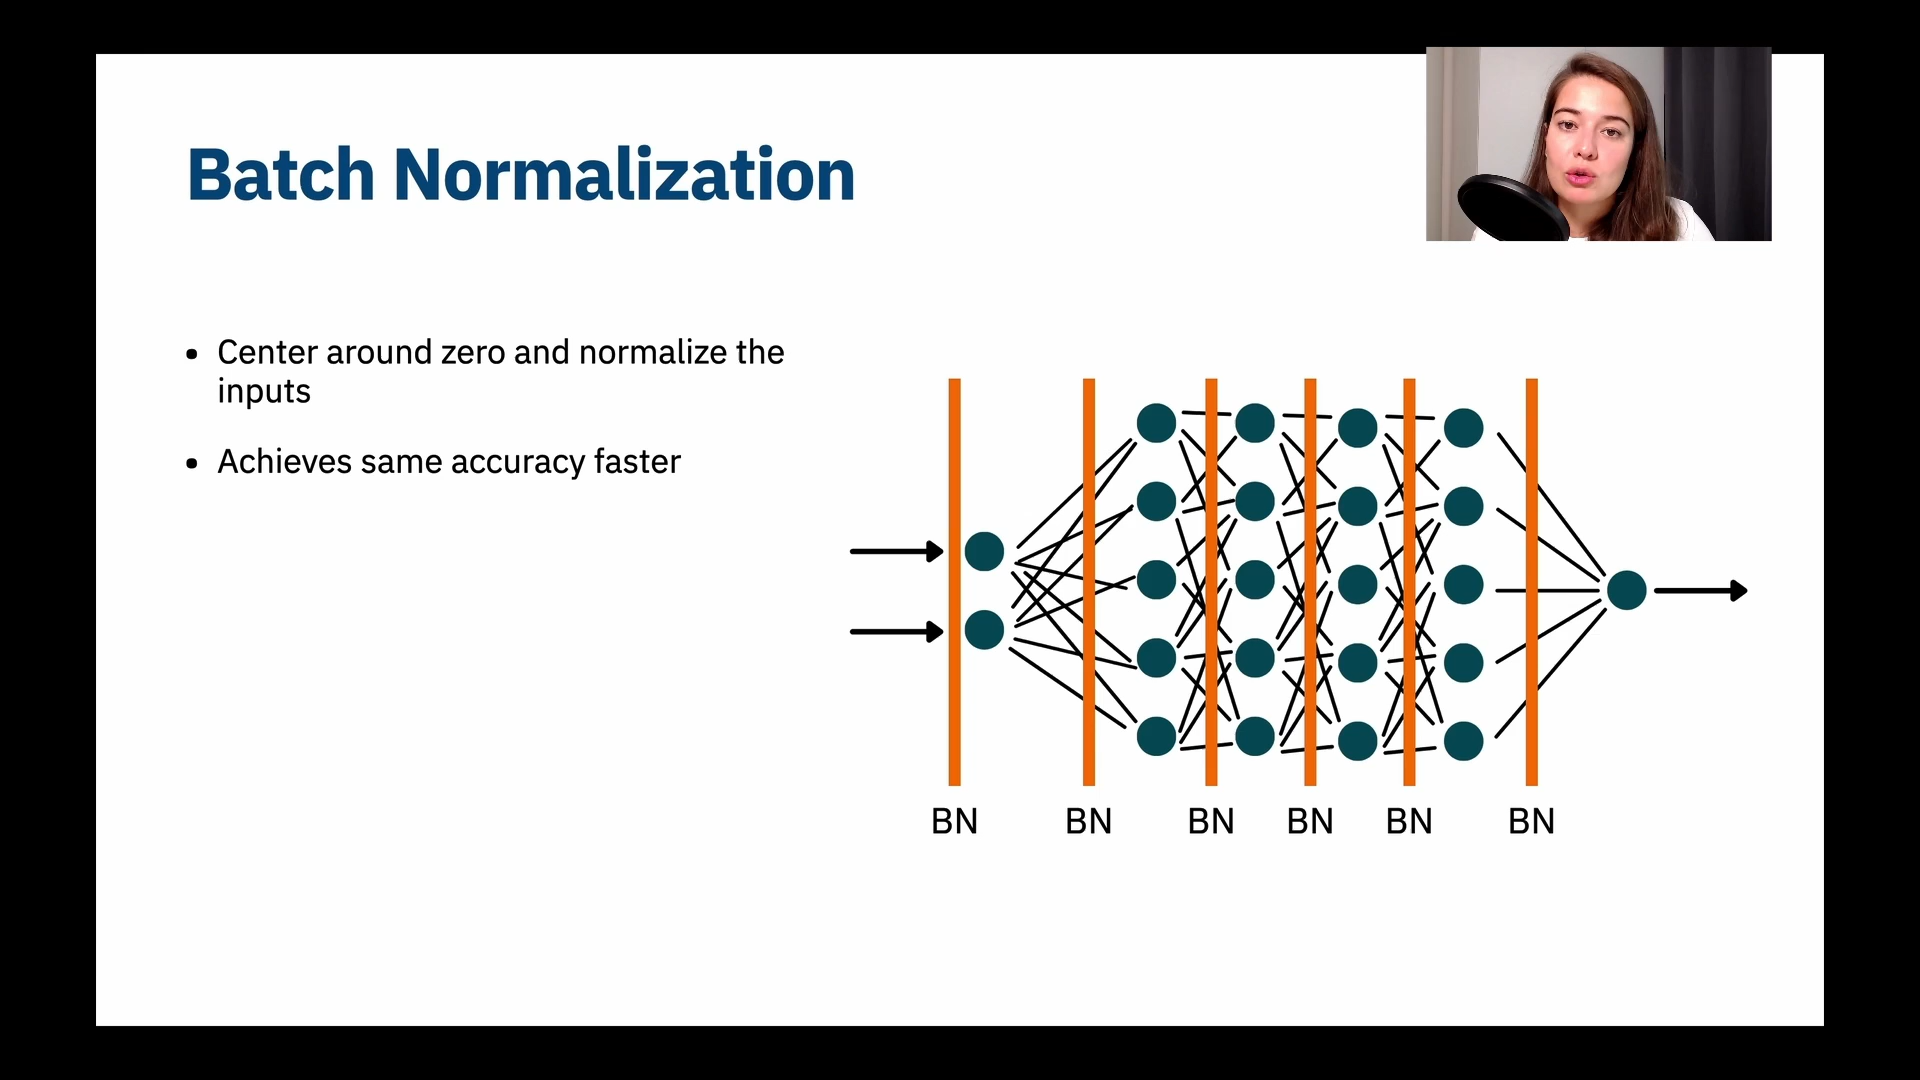 Batch Normalization
• Center around zero and normalize the
inputs
• Achieves same accuracy faster
BN BN BN BN BN BN